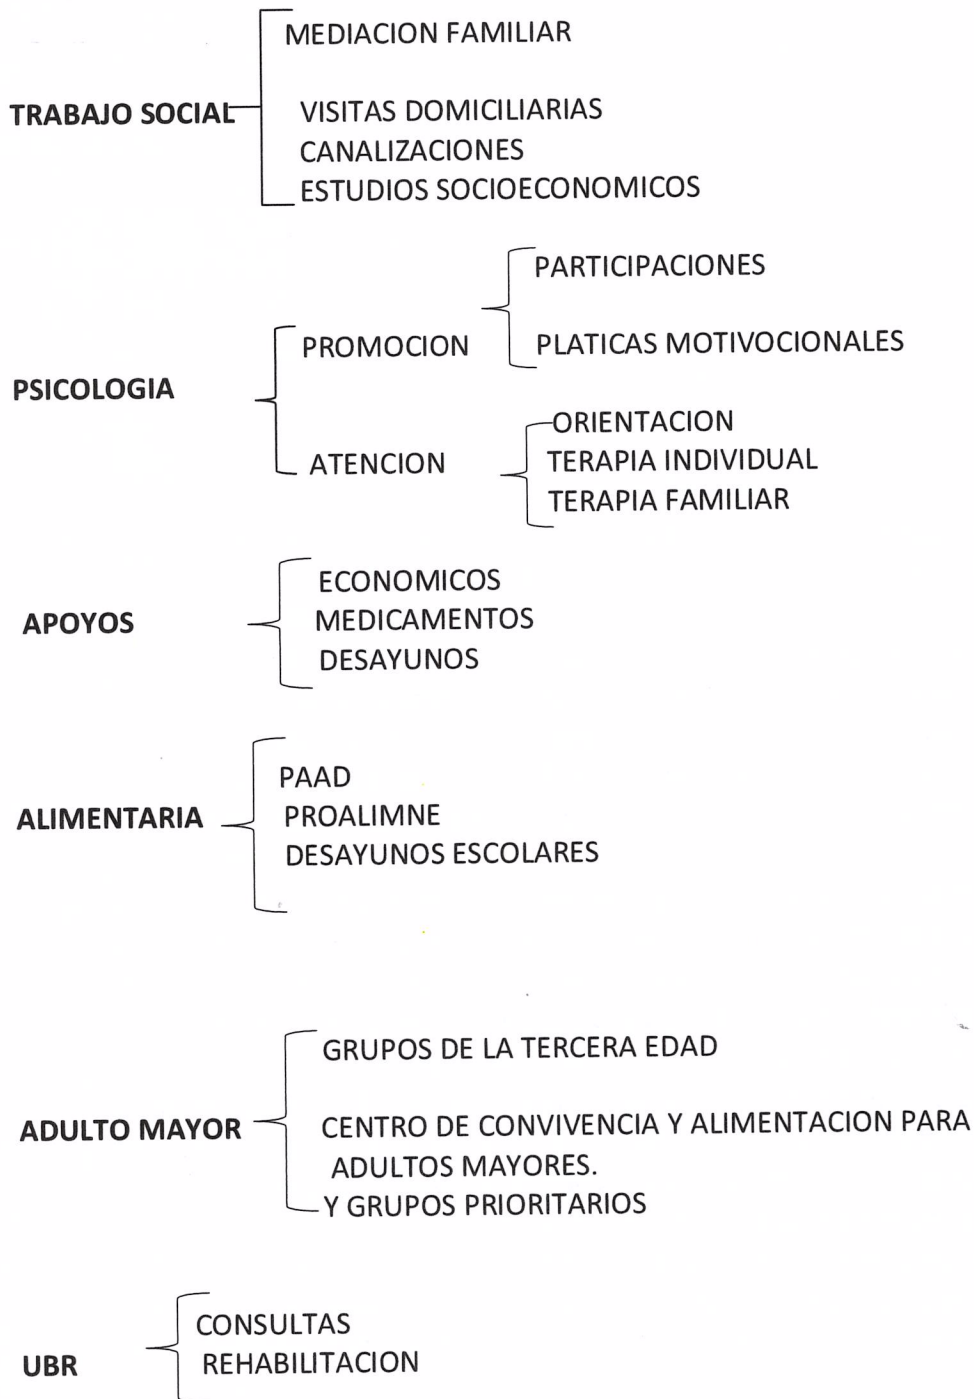 MEDIACION FAMILIAR
TRABAJO SOCIAL
VISITAS DOMICILIARIAS
CANALIZACIONES
ESTUDIOS SOCIOECONOMICOS
PSICOLOGIA
PROMOCION
PARTICIPACIONES
PLATICAS MOTIVOCIONALES
ATENCION
ORIENTACION
TERAPIA INDIVIDUAL
TERAPIA FAMILIAR
APOYOS
ECONOMICOS
MEDICAMENTOS
DESAYUNOS
ALIMENTARIA
PAAD
PROALIMNE
DESAYUNOS ESCOLARES
ADULTO MAYOR
GRUPOS DE LA TERCERA EDAD
CENTRO DE CONVIVENCIA Y ALIMENTACION PARA
ADULTOS MAYORES.
Y GRUPOS PRIORITARIOS
UBR
CONSULTAS
REHABILITACION